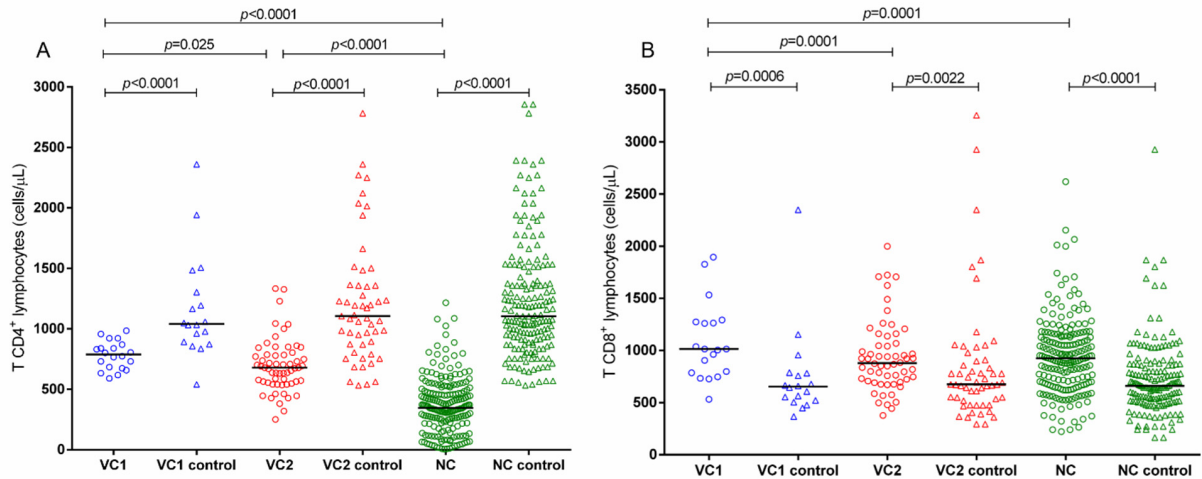 p<0.0001
A
p=0.025
p<0.0001
p<0.0001
p<0.0001
p<0.0001
3000
2500
2000
1500
1000
500
0
T CD4⁺ lymphocytes (cells/μL)
VC1 VC1 control VC2 VC2 control NC NC control
p=0.0001
B
p=0.0001
p=0.0006
p=0.0022
p<0.0001
3500
3000
2500
2000
1500
1000
500
0
T CD8⁺ lymphocytes (cells/μL)
VC1 VC1 control VC2 VC2 control NC NC control